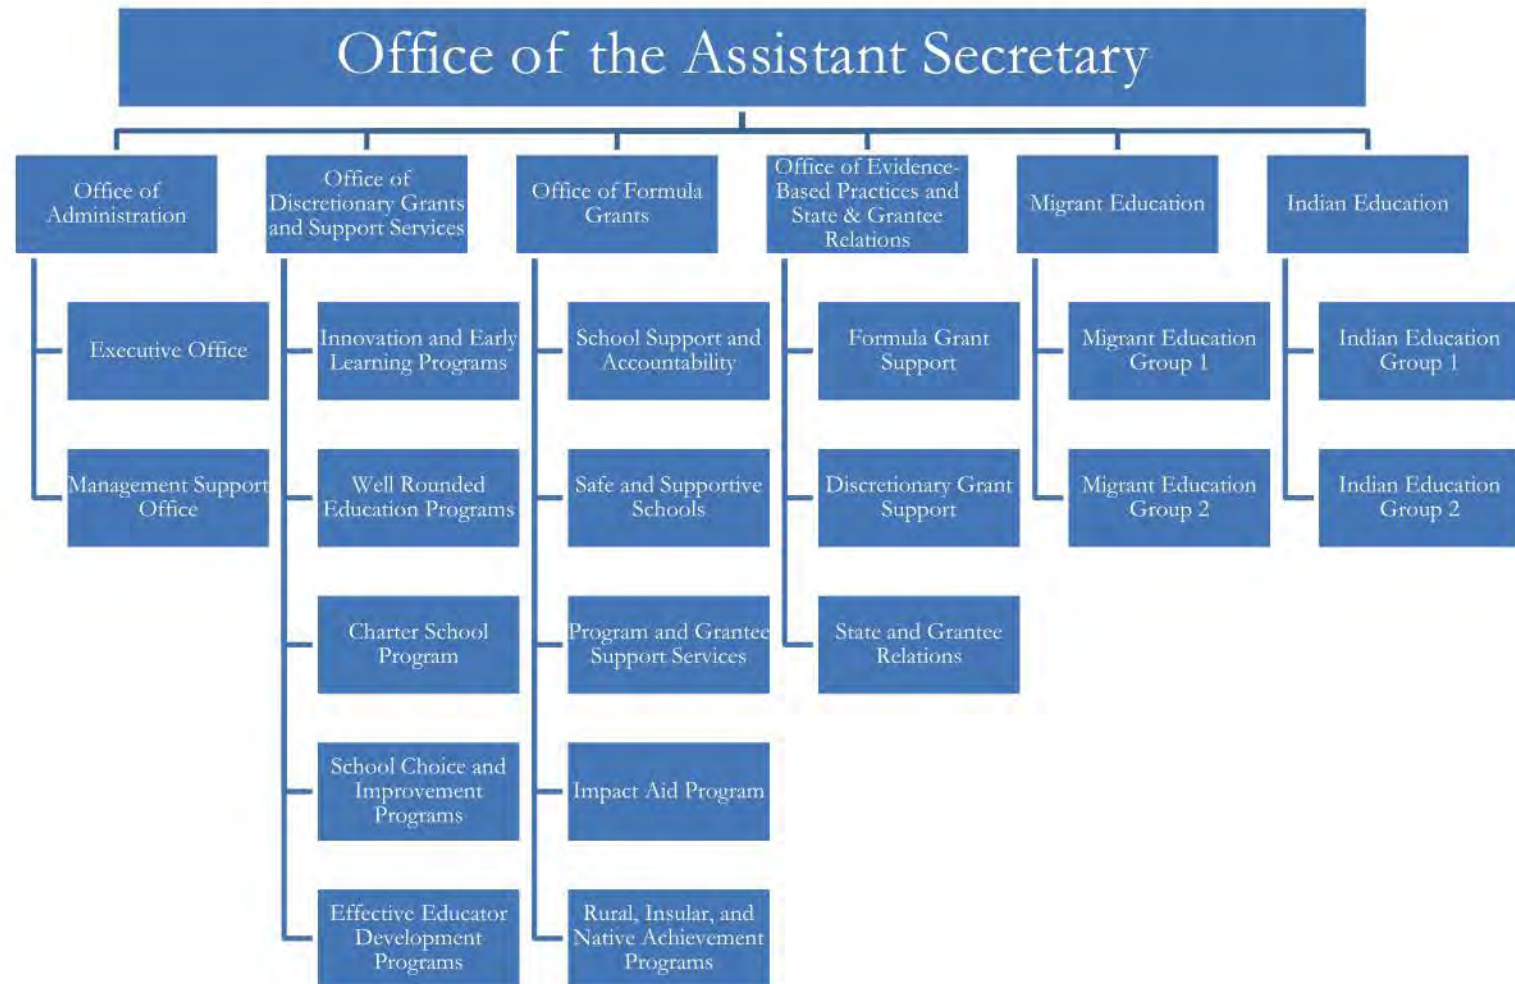 Office of the Assistant Secretary
Office of
Administration
Office of
Discretionary Grants
and Support Services
Office of Formula
Grants
Office of Evidence-
Based Practices and
State & Grantee
Relations
Migrant Education
Indian Education
Executive Office
Management Support
Office
Innovation and Early
Learning Programs
Well Rounded
Education Programs
Charter School
Program
School Choice and
Improvement
Programs
Effective Educator
Development
Programs
School Support and
Accountability
Safe and Supportive
Schools
Program and Grantee
Support Services
Impact Aid Program
Rural, Insular, and
Native Achievement
Programs
Formula Grant
Support
Discretionary Grant
Support
State and Grantee
Relations
Migrant Education
Group 1
Migrant Education
Group 2
Indian Education
Group 1
Indian Education
Group 2